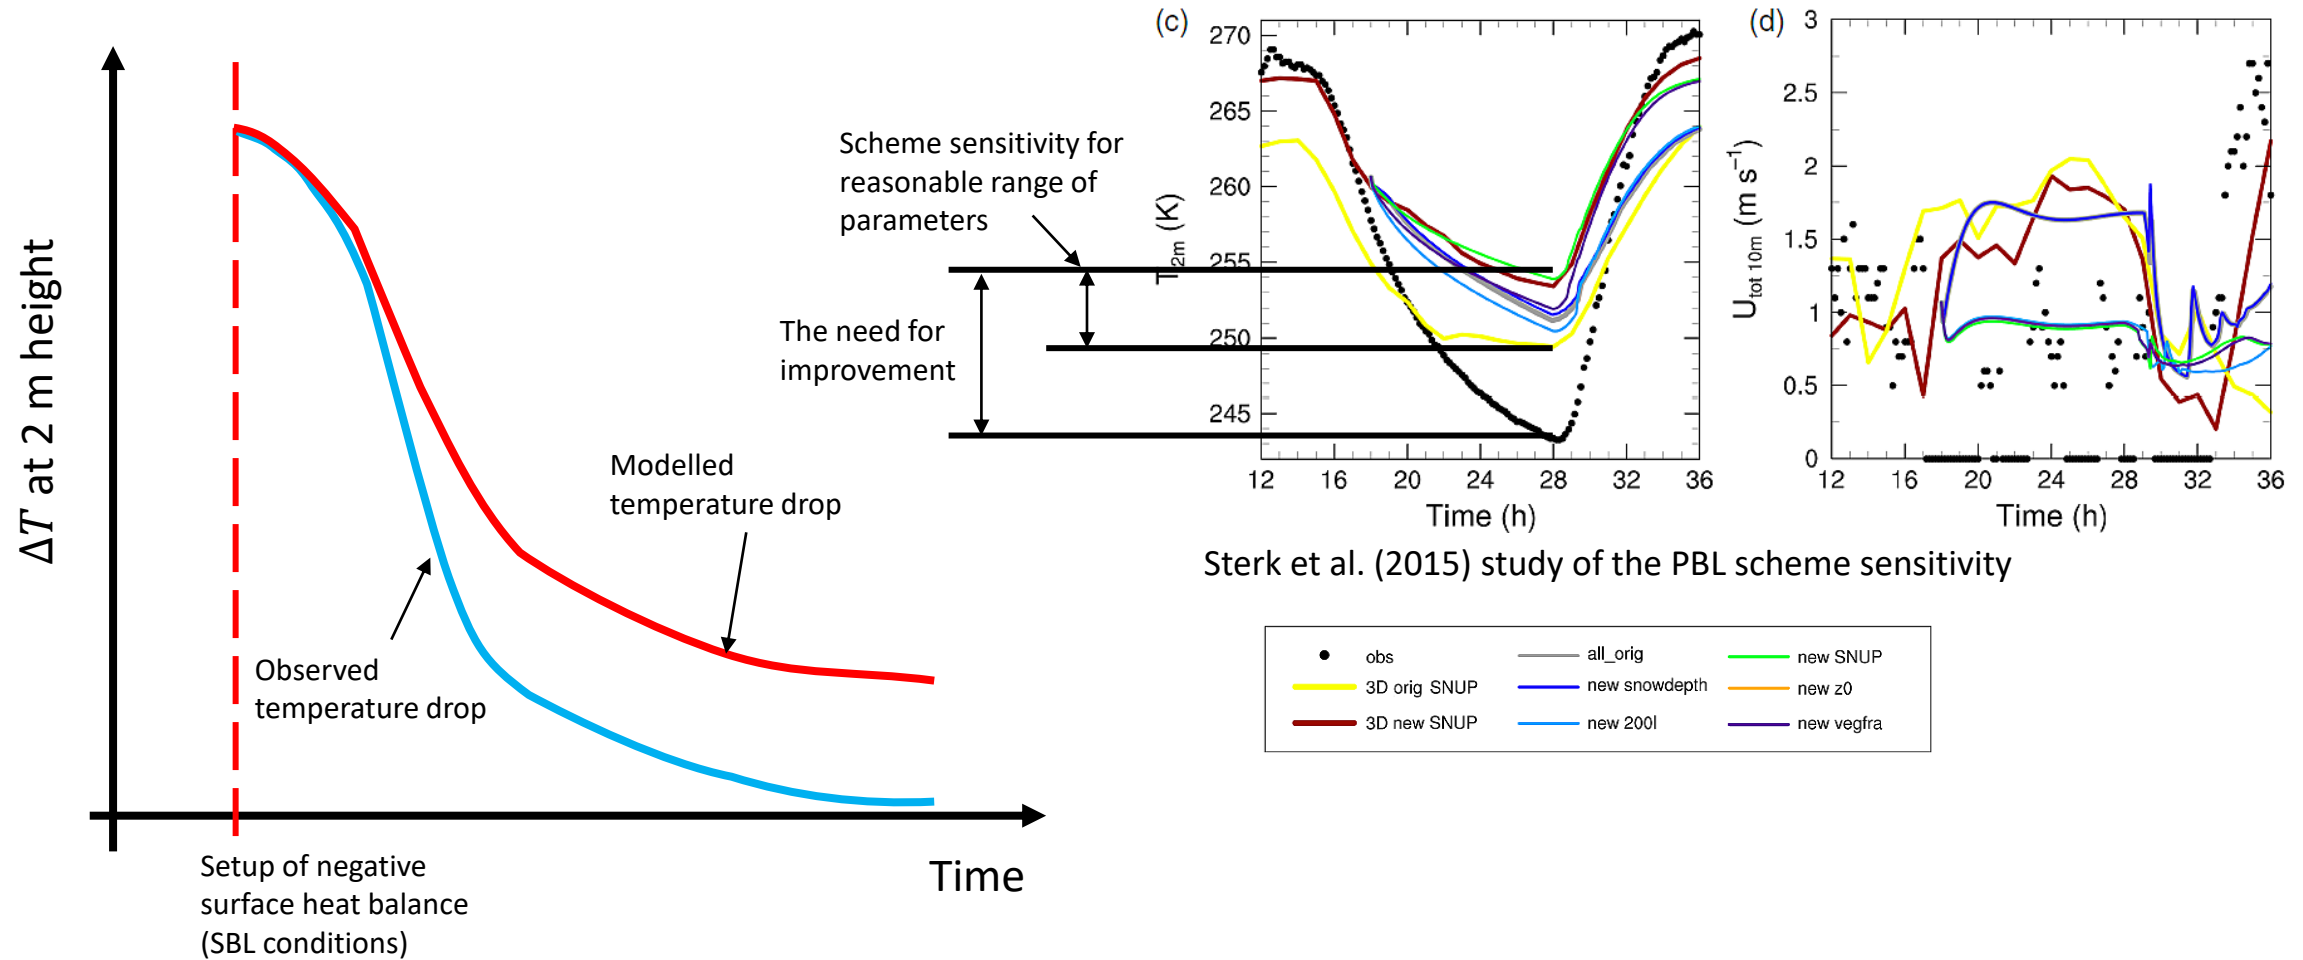 ΔT at 2 m height
Observed
temperature drop
Modelled
temperature drop
Setup of negative
surface heat balance
(SBL conditions)
Time
Scheme sensitivity for
reasonable range of
parameters
The need for
improvement
(c)
T2m (K)
270
265
260
255
250
245
12 16 20 24 28 32 36
Time (h)
(d)
Utot 10m (m s−1)
3
2.5
2
1.5
1
0.5
0
12 16 20 24 28 32 36
Time (h)
Sterk et al. (2015) study of the PBL scheme sensitivity
obs
3D orig SNUP
3D new SNUP
all_orig
new snowdepth
new 200l
new SNUP
new z0
new vegfra